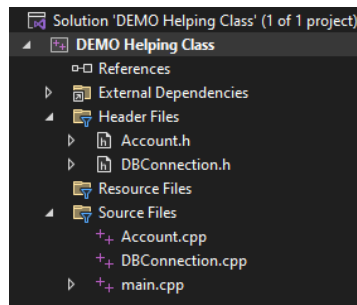 Solution 'DEMO Helping Class' (1 of 1 project)
DEMO Helping Class
References
External Dependencies
Header Files
Account.h
DBConnection.h
Resource Files
Source Files
Account.cpp
DBConnection.cpp
main.cpp